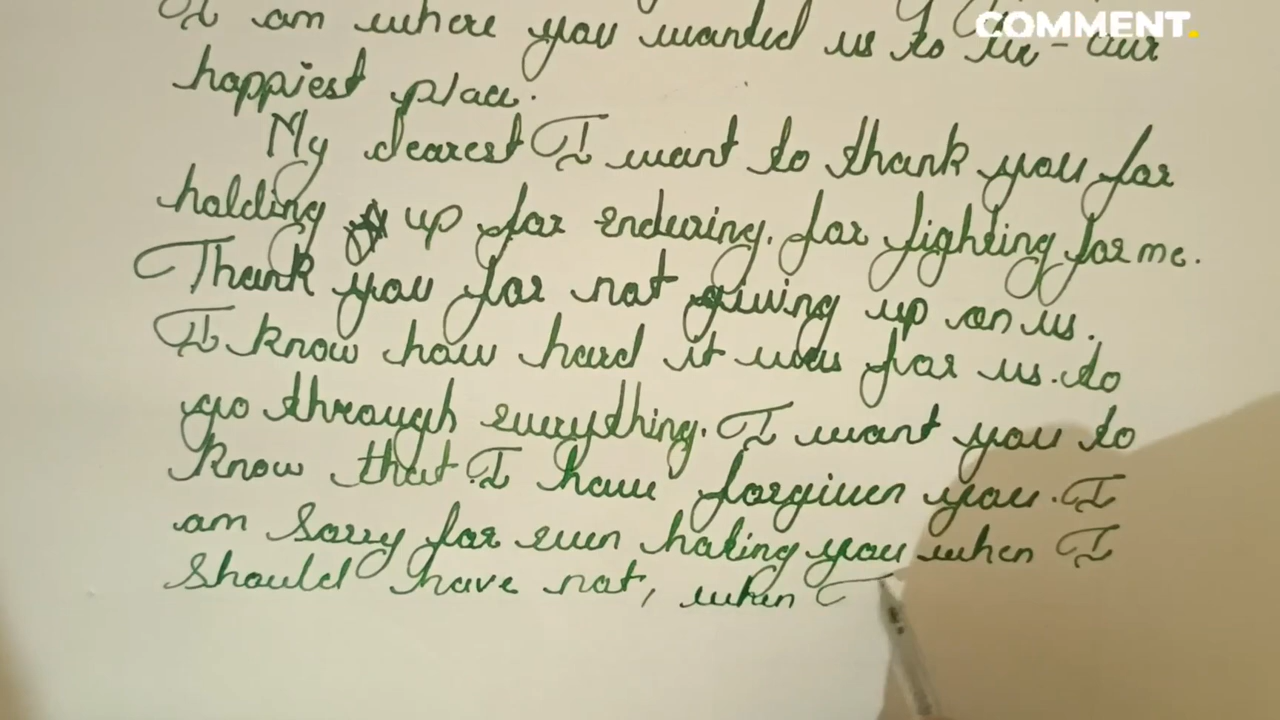 COMMENT.
I am where you wanted us to be - our
happiest place.
My dearest I want to thank you for
holding up for enduring, for fighting for me.
Thank you for not giving up on us.
I know how hard it was for us. to
go through everything. I want you to
know that I have forgiven you. I
am sorry for even hating you when I
should have not, when